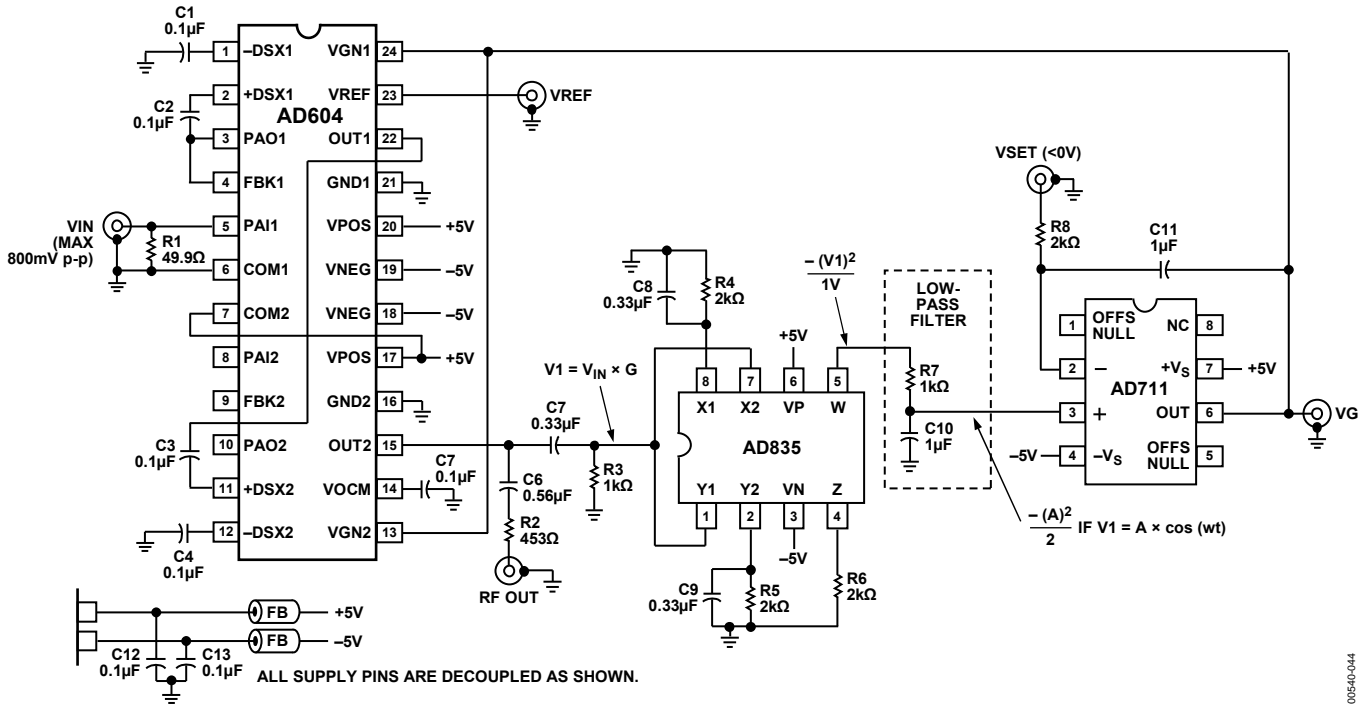 C1
0.1µF
1 –DSX1
VGN1 24
2 +DSX1
VREF 23
VREF
C2
0.1µF
AD604
3 PAO1
OUT1 22
4 FBK1
GND1 21
VIN
(MAX
800mV p-p)
R1
49.9Ω
5 PAI1
VPOS 20
+5V
6 COM1
VNEG 19
–5V
7 COM2
VNEG 18
–5V
8 PAI2
VPOS 17
+5V
9 FBK2
GND2 16
C3
0.1µF
10 PAO2
OUT2 15
11 +DSX2
VOCM 14
C7
0.1µF
12 –DSX2
VGN2 13
C4
0.1µF
C6
0.56µF
R2
453Ω
RF OUT
C7
0.33µF
V1 = VIN × G
R3
1kΩ
C8
0.33µF
R4
2kΩ
–(V1)2
1V
+5V
8 7 6 5
X1 X2 VP W
AD835
Y1 Y2 VN Z
1 2 3 4
–5V
C9
0.33µF
R5
2kΩ
R6
2kΩ
LOW-
PASS
FILTER
R7
1kΩ
C10
1µF
–(A)2
2
IF V1 = A × cos (wt)
VSET (<0V)
R8
2kΩ
C11
1µF
1 OFFS
NULL
NC 8
2 –
+VS 7
+5V
AD711
3 +
OUT 6
VG
–5V
4 –VS
OFFS
NULL 5
FB
+5V
FB
–5V
C12
0.1µF
C13
0.1µF
ALL SUPPLY PINS ARE DECOUPLED AS SHOWN.
00540-044